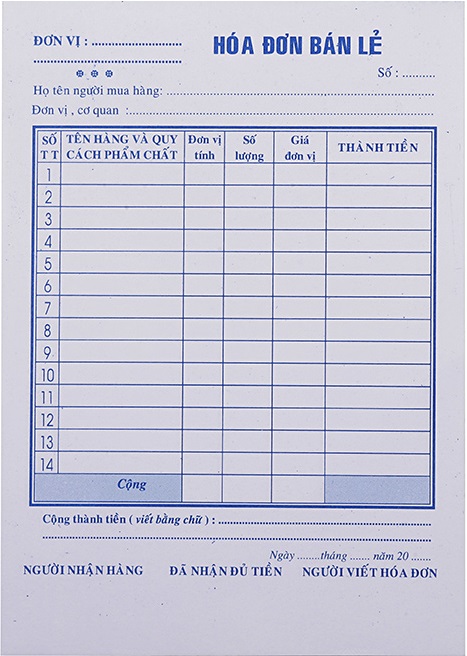 ĐƠN VỊ : .....................
HÓA ĐƠN BÁN LẺ
Số : ..........
Họ tên người mua hàng: ........................................
Đơn vị , cơ quan :........................................
SỐ TT
TÊN HÀNG VÀ QUY CÁCH PHẨM CHẤT
Đơn vị tính
Số lượng
Giá đơn vị
THÀNH TIỀN
1
2
3
4
5
6
7
8
9
10
11
12
13
14
Cộng
Cộng thành tiền ( viết bằng chữ ) : ........................................
Ngày ........tháng ....... năm 20 .......
NGƯỜI NHẬN HÀNG ĐÃ NHẬN ĐỦ TIỀN NGƯỜI VIẾT HÓA ĐƠN